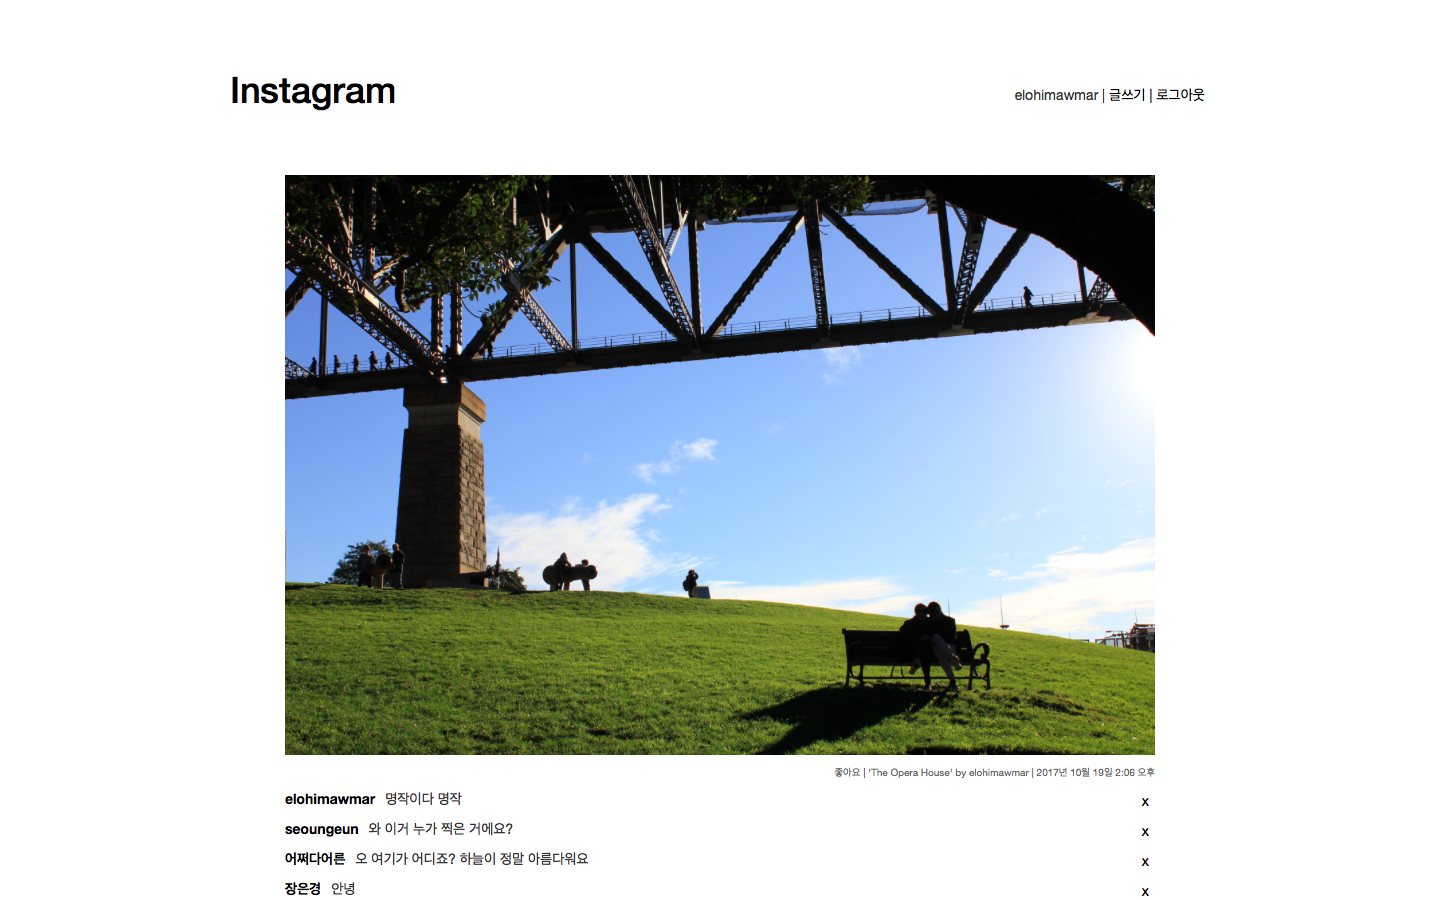 Instagram
elohimawmar | 글쓰기 | 로그아웃
좋아요 | 'The Opera House' by elohimawmar | 2017년 10월 19일 2:06 오후
elohimawmar 명작이다 명작 x
seoungeun 와 이거 누가 찍은 거에요? x
어쩌다어른 오 여기가 어디죠? 하늘이 정말 아름다워요 x
장은경 안녕 x